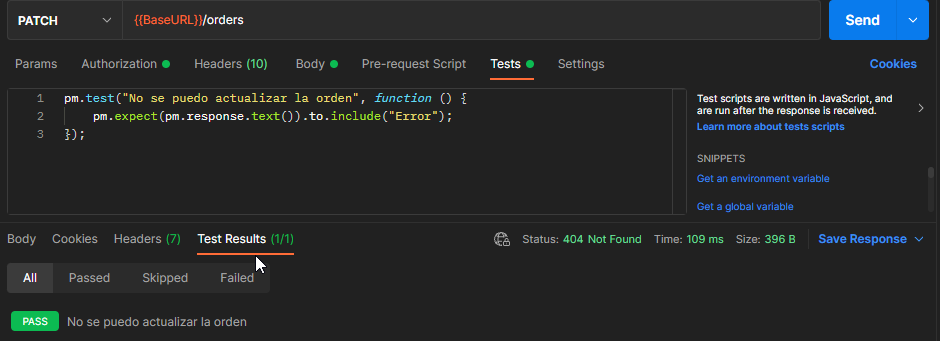 PATCH {{BaseURL}}/orders Send
Params Authorization Headers (10) Body Pre-request Script Tests Settings Cookies
1 pm.test("No se puedo actualizar la orden", function () {
2 pm.expect(pm.response.text()).to.include("Error");
3 });
Test scripts are written in JavaScript, and
are run after the response is received.
Learn more about tests scripts
SNIPPETS
Get an environment variable
Get a global variable
Body Cookies Headers (7) Test Results (1/1) Status: 404 Not Found Time: 109 ms Size: 396 B Save Response
All Passed Skipped Failed
PASS No se puedo actualizar la orden